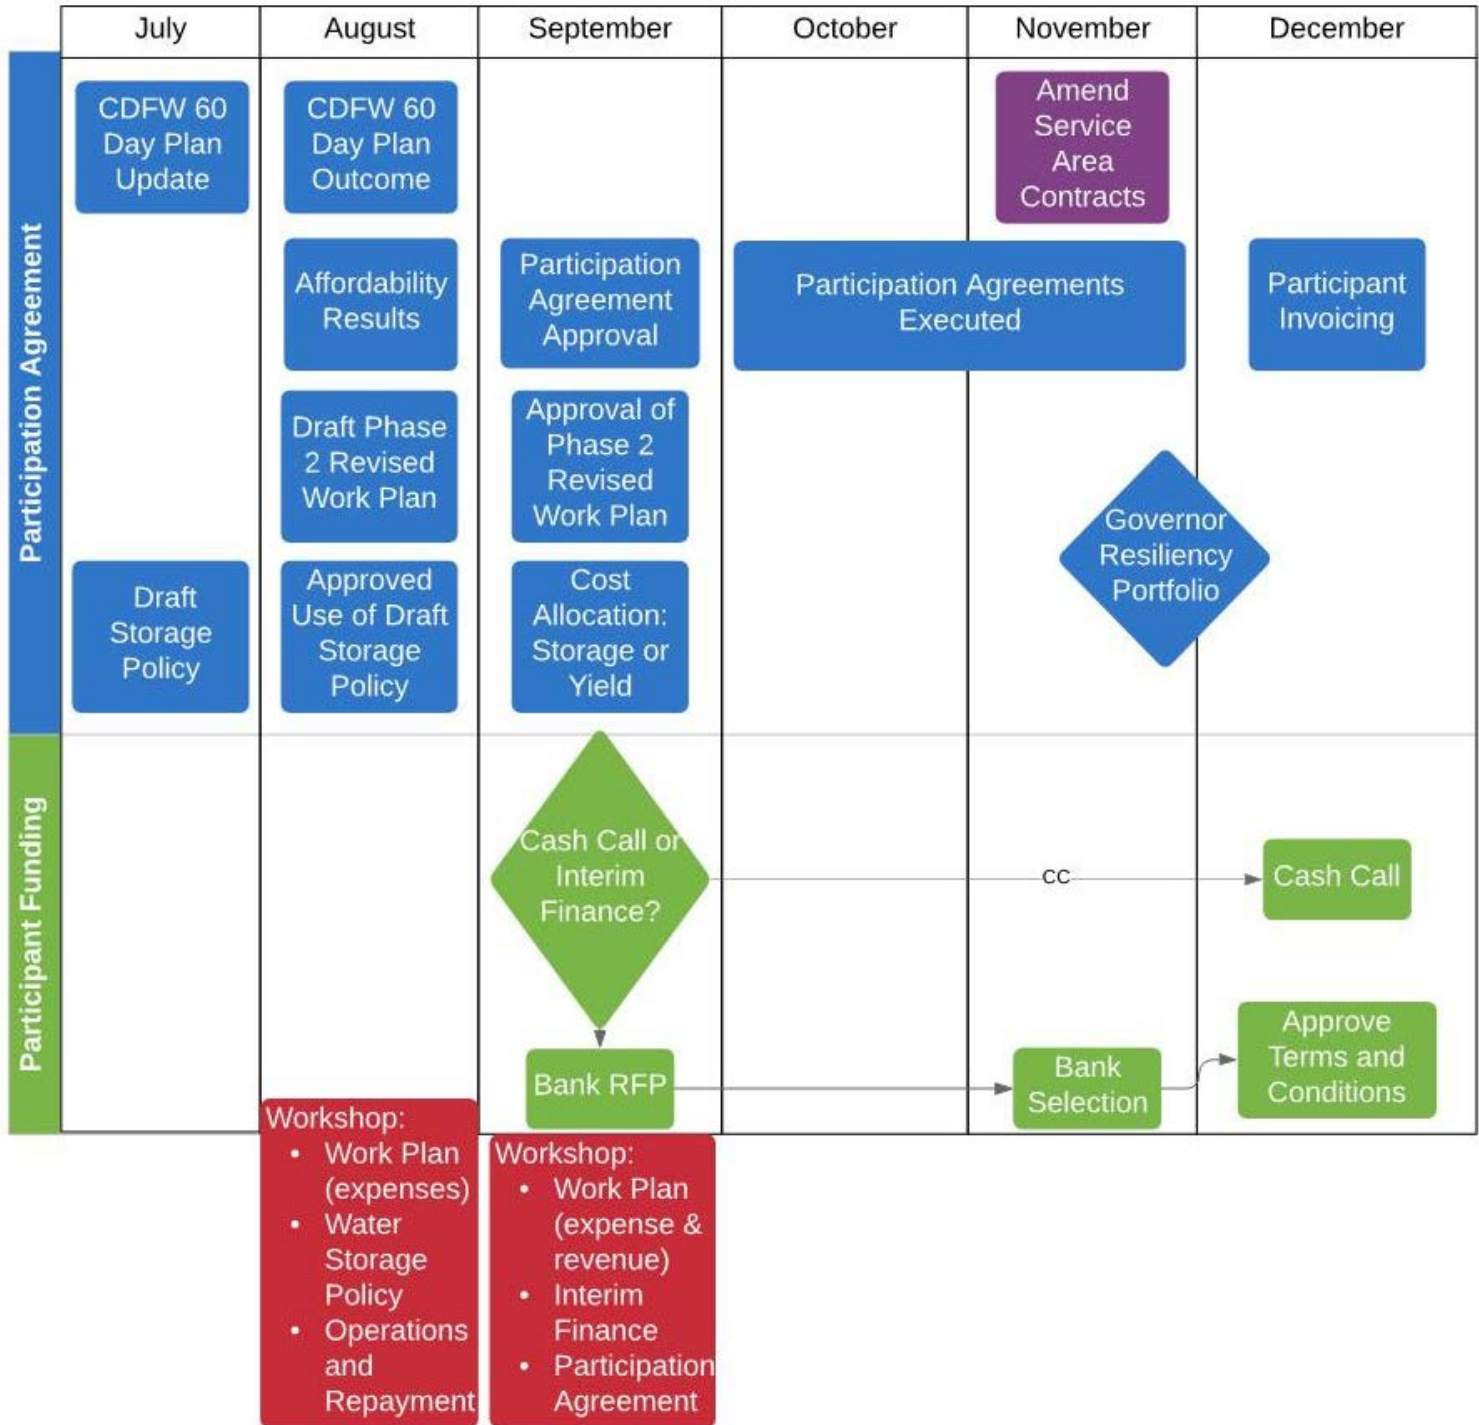 July
August
September
October
November
December
Participation Agreement
CDFW 60
Day Plan
Update
CDFW 60
Day Plan
Outcome
Amend
Service
Area
Contracts
Affordability
Results
Participation
Agreement
Approval
Participation Agreements
Executed
Participant
Invoicing
Draft Phase
2 Revised
Work Plan
Approval of
Phase 2
Revised
Work Plan
Governor
Resiliency
Portfolio
Draft
Storage
Policy
Approved
Use of Draft
Storage
Policy
Cost
Allocation:
Storage or
Yield
Participant Funding
Cash Call or
Interim
Finance?
CC
Cash Call
Bank RFP
Bank
Selection
Approve
Terms and
Conditions
Workshop:
• Work Plan
(expenses)
• Water
Storage
Policy
• Operations
and
Repayment
Workshop:
• Work Plan
(expense &
revenue)
• Interim
Finance
• Participation
Agreement